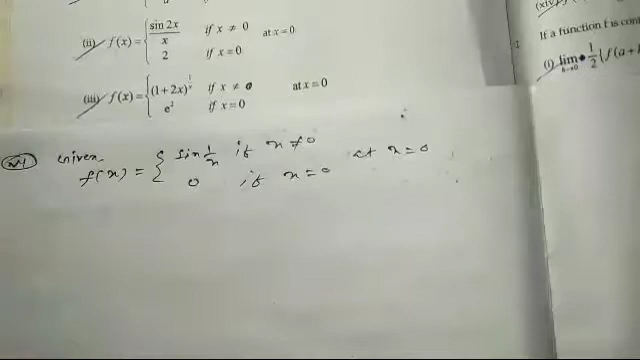 (xiv)
(ii) f(x) = { sin 2x / x if x ≠ 0 at x = 0
2 if x = 0
If a function f is cont
(i) lim h→0 1/2 [f(a +
(iii) f(x) = { (1 + 2x)^(1/x) if x ≠ 0 at x = 0
e² if x = 0
Given,
f(x) = { sin 1/x if x ≠ 0 at x = 0
0 if x = 0